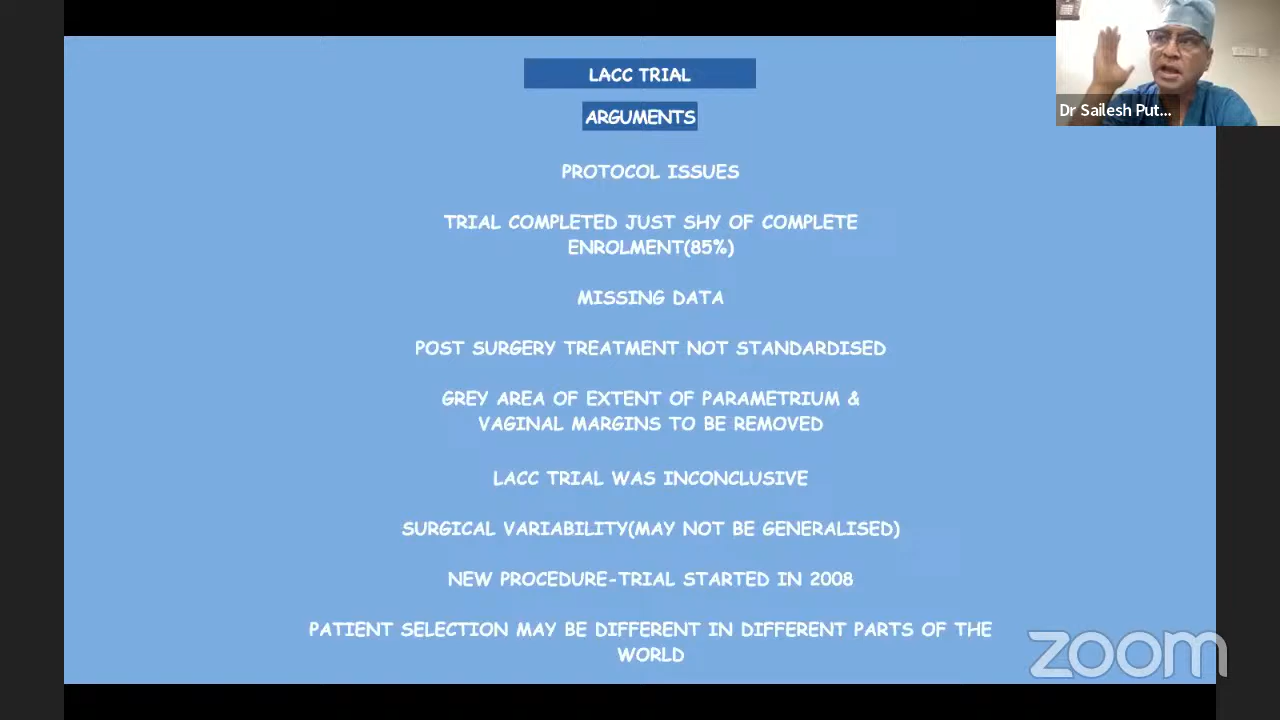 LACC TRIAL
ARGUMENTS
PROTOCOL ISSUES
TRIAL COMPLETED JUST SHY OF COMPLETE
ENROLMENT(85%)
MISSING DATA
POST SURGERY TREATMENT NOT STANDARDISED
GREY AREA OF EXTENT OF PARAMETRIUM &
VAGINAL MARGINS TO BE REMOVED
LACC TRIAL WAS INCONCLUSIVE
SURGICAL VARIABILITY(MAY NOT BE GENERALISED)
NEW PROCEDURE-TRIAL STARTED IN 2008
PATIENT SELECTION MAY BE DIFFERENT IN DIFFERENT PARTS OF THE
WORLD
Dr Sailesh Put...
zoom